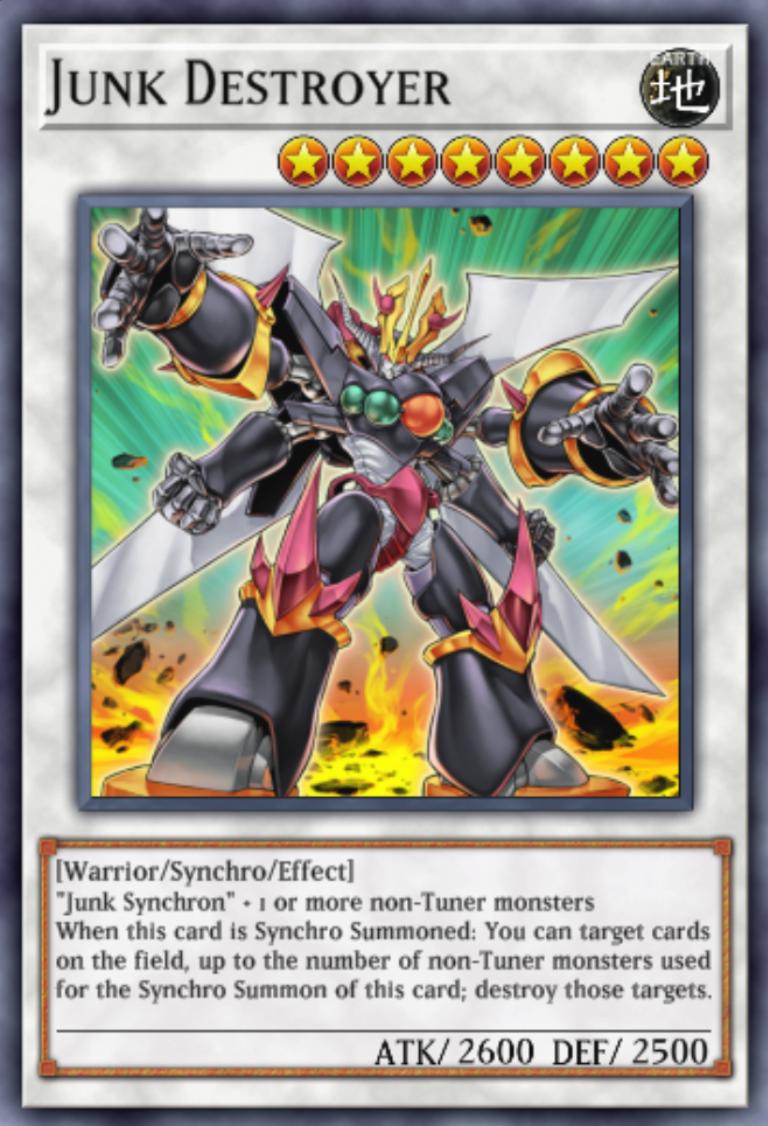 JUNK DESTROYER
EARTH
地
[Warrior/Synchro/Effect]
"Junk Synchron" + 1 or more non-Tuner monsters
When this card is Synchro Summoned: You can target cards
on the field, up to the number of non-Tuner monsters used
for the Synchro Summon of this card; destroy those targets.
ATK/ 2600 DEF/ 2500